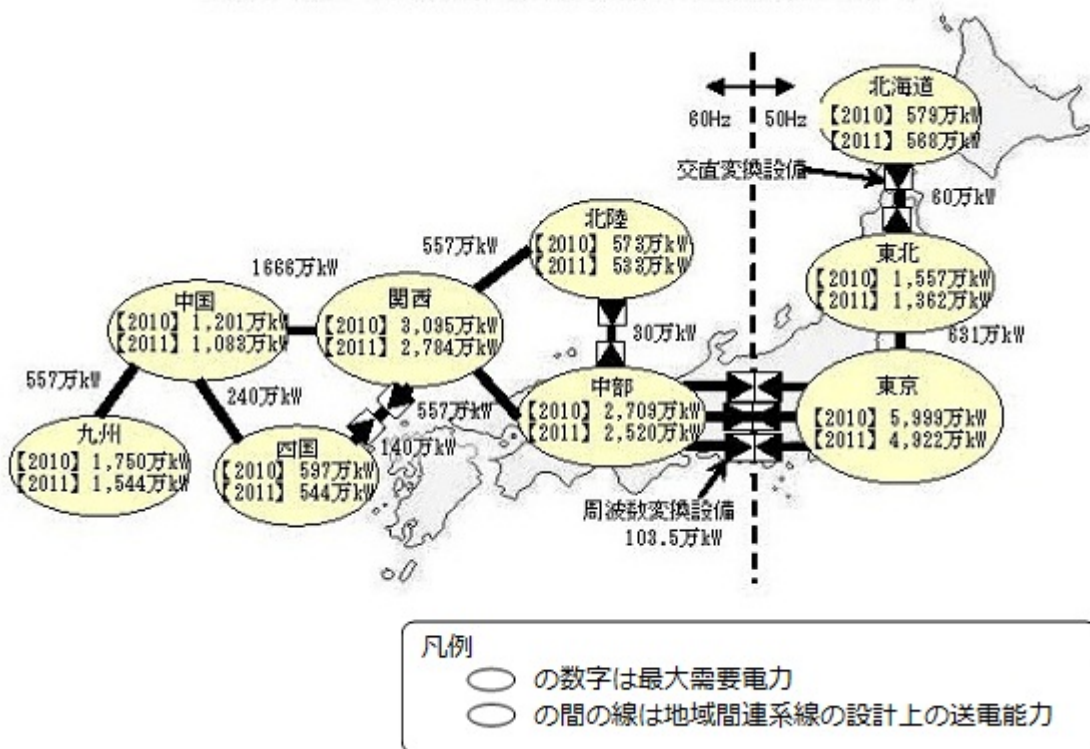 北海道
【2010】 579万kW
【2011】 568万kW
60Hz
50Hz
交直変換設備
60万kW
北陸
【2010】 573万kW
【2011】 533万kW
557万kW
東北
【2010】 1,557万kW
【2011】 1,362万kW
1666万kW
中国
【2010】 1,201万kW
【2011】 1,083万kW
関西
【2010】 3,095万kW
【2011】 2,784万kW
30万kW
631万kW
557万kW
240万kW
557万kW
140万kW
中部
【2010】 2,709万kW
【2011】 2,520万kW
東京
【2010】 5,999万kW
【2011】 4,922万kW
九州
【2010】 1,750万kW
【2011】 1,544万kW
四国
【2010】 597万kW
【2011】 544万kW
周波数変換設備
103.5万kW
凡例
の数字は最大需要電力
の間の線は地域間連系線の設計上の送電能力